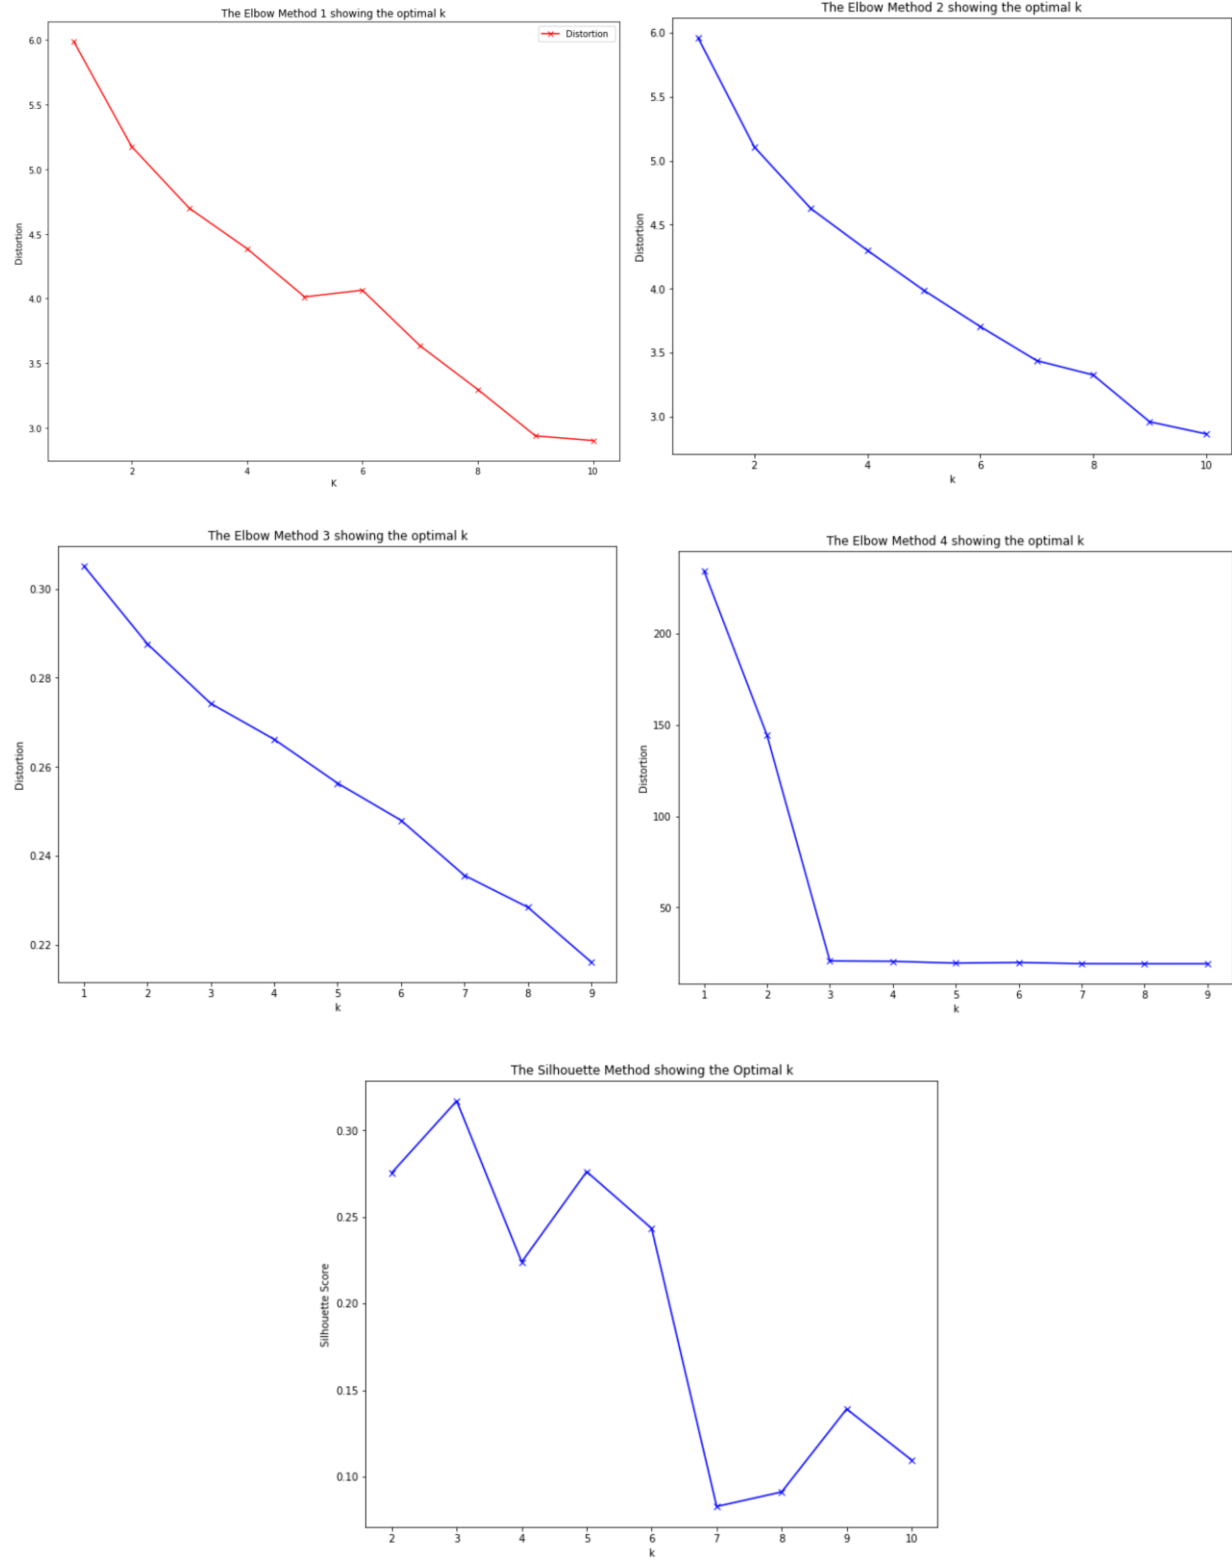 The Elbow Method 1 showing the optimal k
Distortion
6.0
5.5
5.0
4.5
4.0
3.5
3.0
Distortion
2 4 6 8 10
K
The Elbow Method 2 showing the optimal k
6.0
5.5
5.0
4.5
4.0
3.5
3.0
Distortion
2 4 6 8 10
k
The Elbow Method 3 showing the optimal k
0.30
0.28
0.26
0.24
0.22
Distortion
1 2 3 4 5 6 7 8 9
k
The Elbow Method 4 showing the optimal k
200
150
100
50
Distortion
1 2 3 4 5 6 7 8 9
k
The Silhouette Method showing the Optimal k
0.30
0.25
0.20
0.15
0.10
Silhouette Score
2 3 4 5 6 7 8 9 10
k